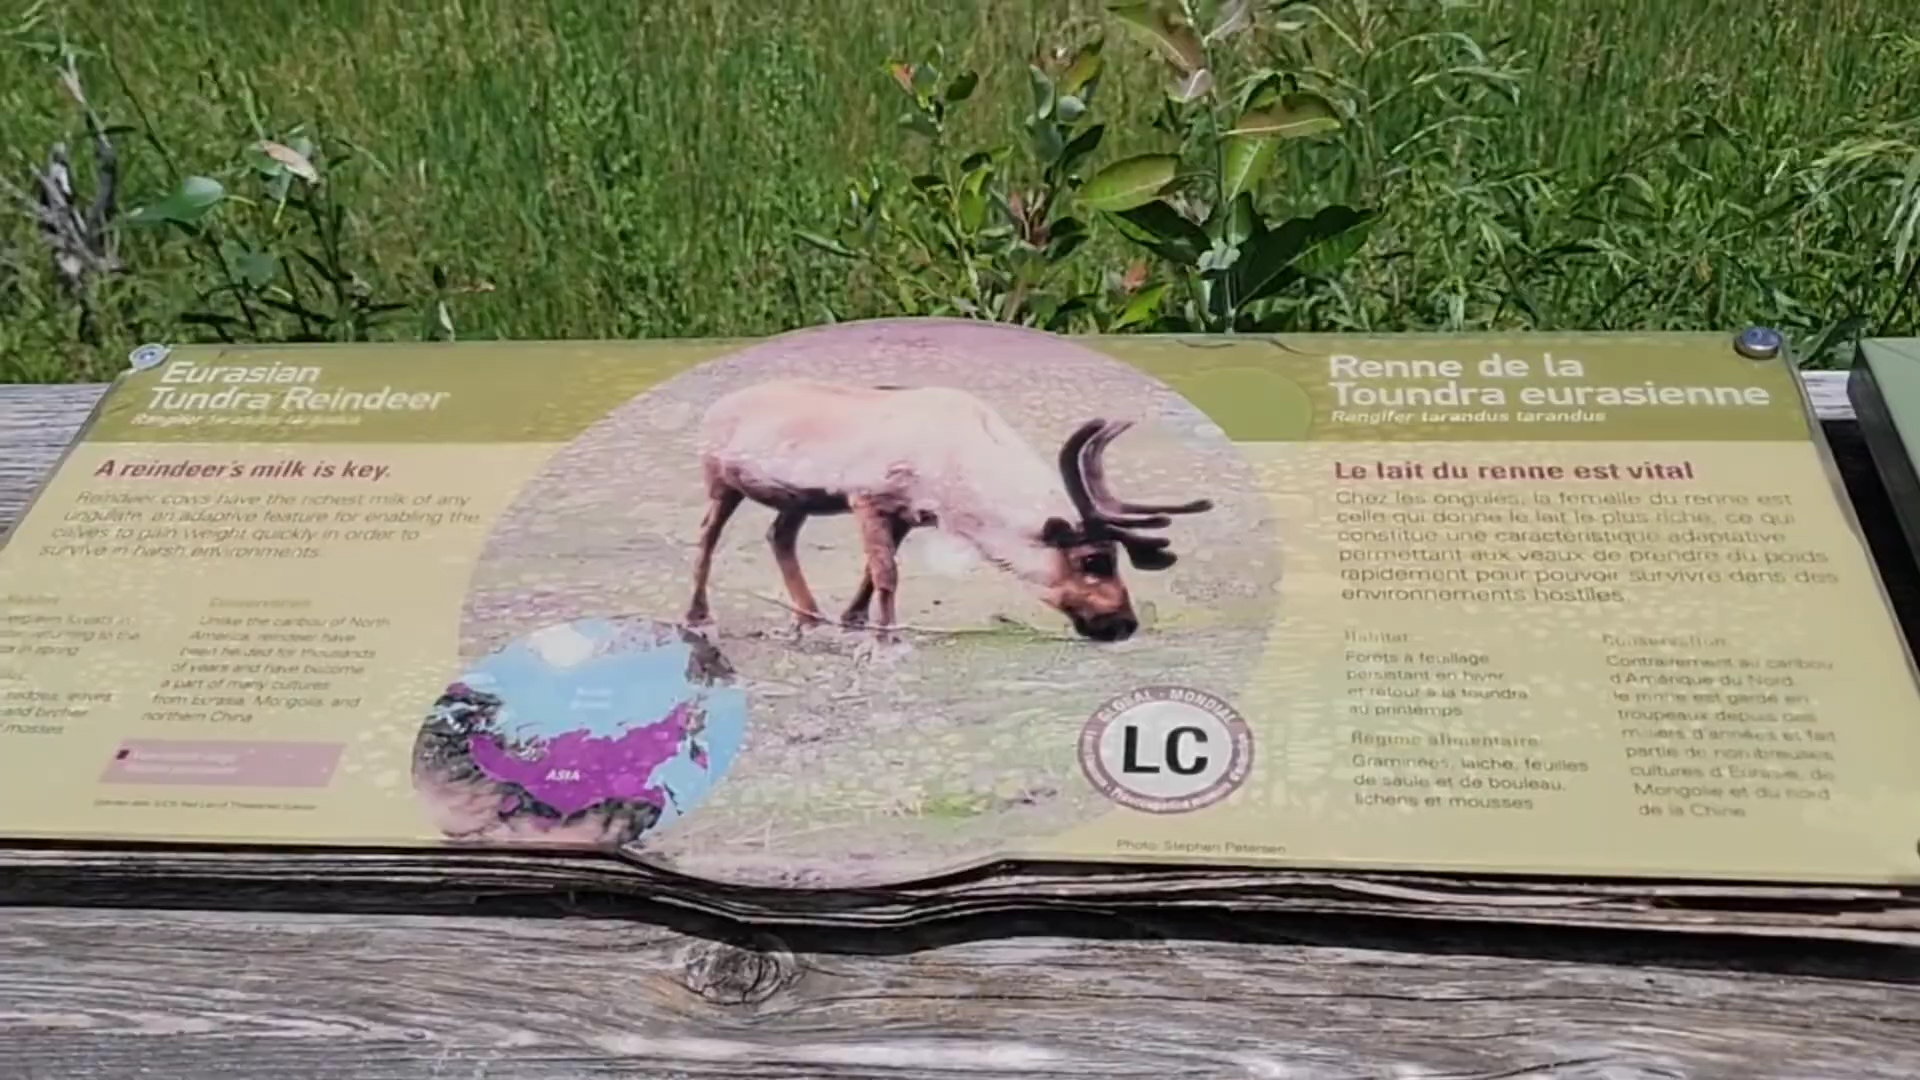 Eurasian
Tundra Reindeer
Rangifer tarandus tarandus
A reindeer's milk is key.
Reindeer cows have the richest milk of any
ungulate, an adaptive feature for enabling the
calves to gain weight quickly in order to
survive in harsh environments.
Conservation
Unlike the caribou of North
America, reindeer have
been herded for thousands
of years and have become
a part of many cultures
from Eurasia, Mongolia, and
northern China
ASIA
GLOBAL - MONDIAL
LC
Photo: Stephen Petersen
Renne de la
Toundra eurasienne
Rangifer tarandus tarandus
Le lait du renne est vital
Chez les ongulés, la femelle du renne est
celle qui donne le lait le plus riche, ce qui
constitue une caractéristique adaptative
permettant aux veaux de prendre du poids
rapidement pour pouvoir survivre dans des
environnements hostiles.
Habitat
Forêts à feuillage
persistant en hiver
et retour à la toundra
au printemps
Régime alimentaire
Graminées, laîche, feuilles
de saule et de bouleau,
lichens et mousses
Conservation
Contrairement au caribou
d'Amérique du Nord,
le renne est gardé en
troupeaux depuis des
milliers d'années et fait
partie de nombreuses
cultures d'Eurasie, de
Mongolie et du nord
de la Chine